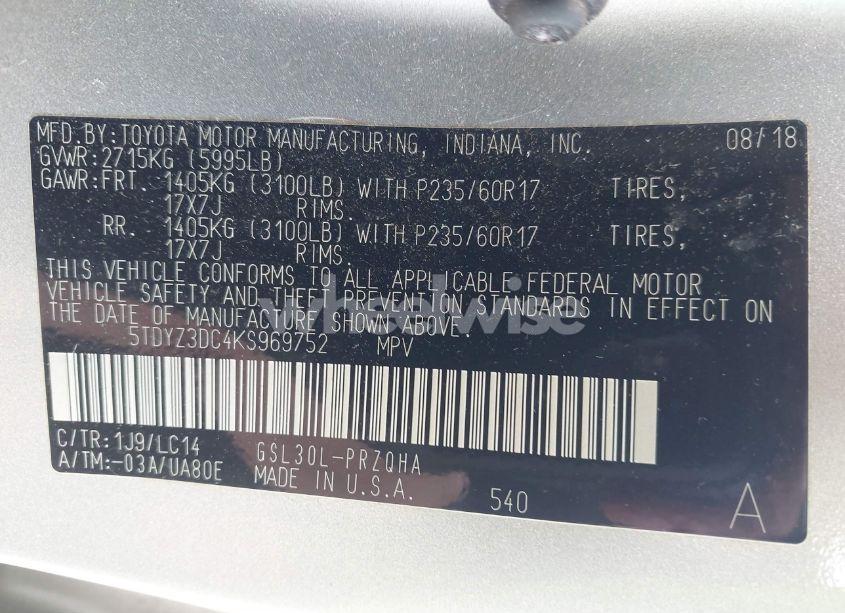 MFD.BY:TOYOTA MOTOR MANUFACTURING, INDIANA, INC. 08/18
GVWR:2715KG (5995LB)
GAWR:FRT. 1405KG (3100LB) WITH P235/60R17 TIRES,
17X7J RIMS.
RR. 1405KG (3100LB) WITH P235/60R17 TIRES,
17X7J RIMS.
THIS VEHICLE CONFORMS TO ALL APPLICABLE FEDERAL MOTOR
VEHICLE SAFETY AND THEFT PREVENTION STANDARDS IN EFFECT ON
THE DATE OF MANUFACTURE SHOWN ABOVE.
wheelwise
5TDYZ3DC4KS969752 MPV
C/TR:1J9/LC14 GSL30L-PRZQHA
A/TM:-03A/UA80E MADE IN U.S.A. 540 A